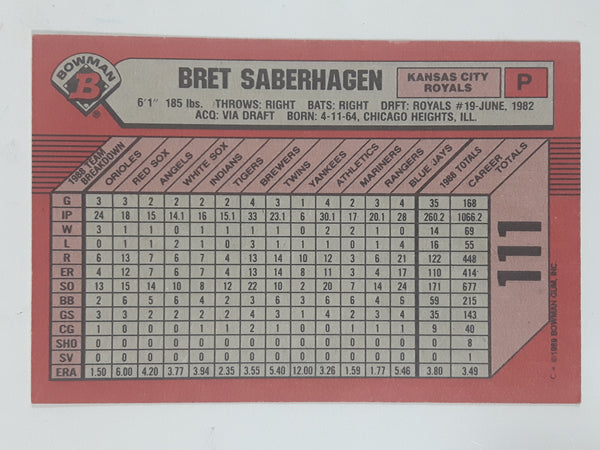 BOWMAN
B
®
BRET SABERHAGEN
KANSAS CITY
ROYALS
P
6'1" 185 lbs. THROWS: RIGHT BATS: RIGHT DRFT: ROYALS #19-JUNE, 1982
ACQ: VIA DRAFT BORN: 4-11-64, CHICAGO HEIGHTS, ILL.
1988 TEAM
BREAKDOWN
ORIOLES
RED SOX
ANGELS
WHITE SOX
INDIANS
TIGERS
BREWERS
TWINS
YANKEES
ATHLETICS
MARINERS
RANGERS
BLUE JAYS
1988 TOTALS
CAREER
TOTALS
G 3 3 2 2 2 2 4 3 1 4 2 3 4 35 168
IP 24 18 15 14.1 16 15.1 33 23.1 6 30.1 17 20.1 28 260.2 1066.2
W 3 1 0 1 1 1 3 1 0 2 0 1 0 14 69
L 0 2 2 1 1 0 1 1 1 2 1 1 3 16 55
R 6 13 7 6 7 4 13 14 10 12 3 6 21 122 448
ER 4 12 7 6 7 4 13 14 8 11 3 4 17 110 414
SO 13 15 14 10 8 12 22 10 2 20 7 14 24 171 677
BB 2 6 5 6 4 2 6 3 3 7 4 5 6 59 215
GS 3 3 2 2 2 2 4 3 1 4 2 3 4 35 143
CG 0 0 0 1 1 1 2 1 0 1 1 1 0 9 40
SHO 0 0 0 0 0 0 0 0 0 0 0 0 0 0 8
SV 0 0 0 0 0 0 0 0 0 0 0 0 0 0 1
ERA 1.50 6.00 4.20 3.77 3.94 2.35 3.55 5.40 12.00 3.26 1.59 1.77 5.46 3.80 3.49
111
C * ©1989 BOWMAN GUM, INC.